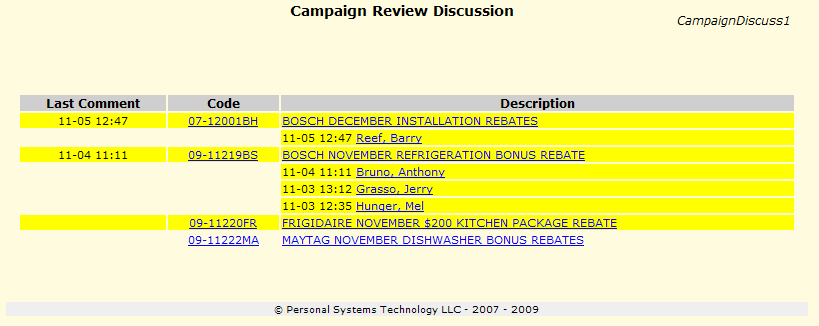 Campaign Review Discussion
CampaignDiscuss1
Last Comment Code Description
11-05 12:47 07-12001BH BOSCH DECEMBER INSTALLATION REBATES
11-05 12:47 Reef, Barry
11-04 11:11 09-11219BS BOSCH NOVEMBER REFRIGERATION BONUS REBATE
11-04 11:11 Bruno, Anthony
11-03 13:12 Grasso, Jerry
11-03 12:35 Hunger, Mel
09-11220FR FRIGIDAIRE NOVEMBER $200 KITCHEN PACKAGE REBATE
09-11222MA MAYTAG NOVEMBER DISHWASHER BONUS REBATES
© Personal Systems Technology LLC - 2007 - 2009